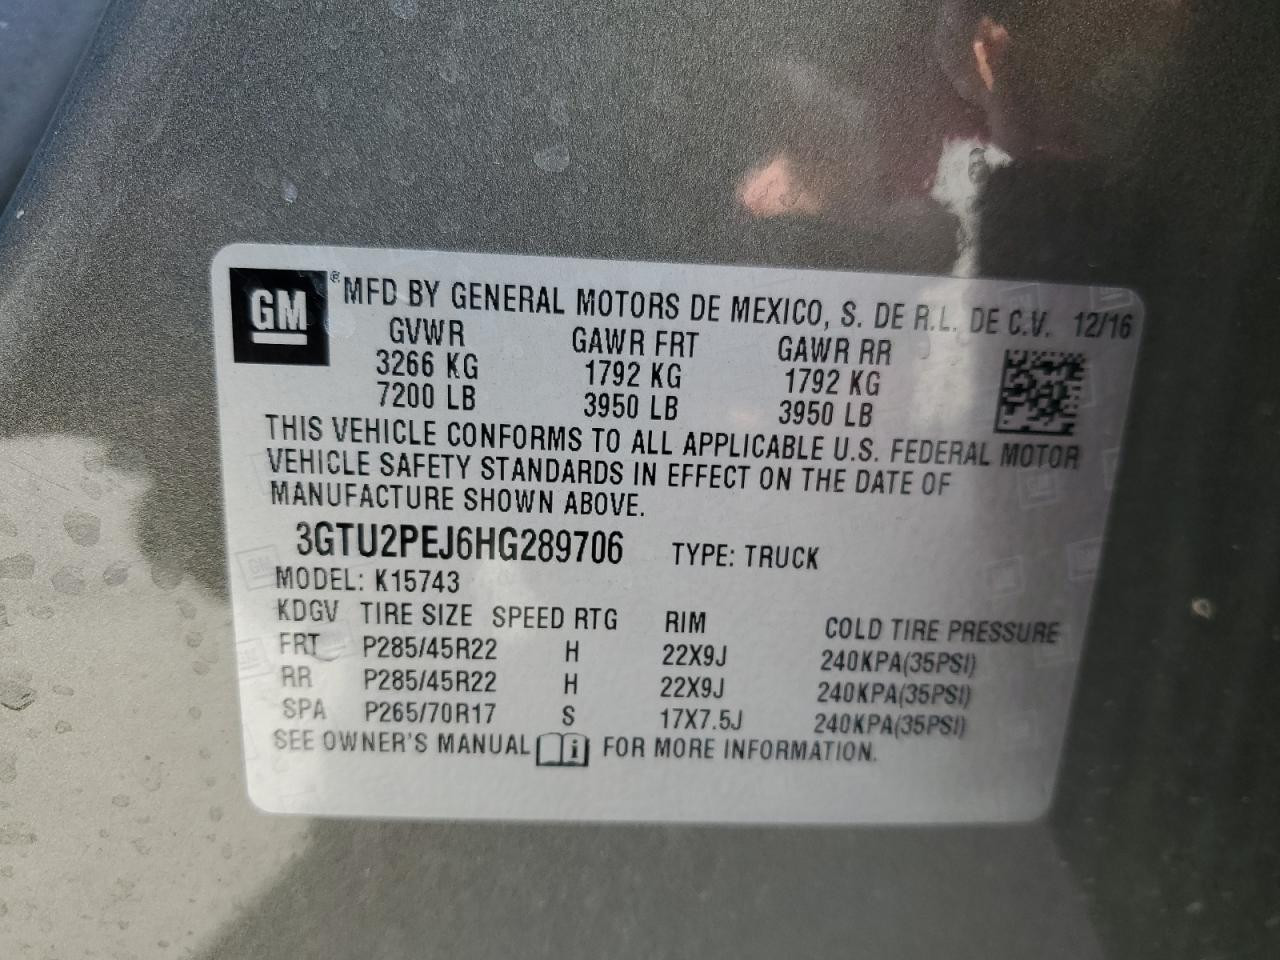 GM ® MFD BY GENERAL MOTORS DE MEXICO, S. DE R.L. DE C.V. 12/16
GVWR GAWR FRT GAWR RR
3266 KG 1792 KG 1792 KG
7200 LB 3950 LB 3950 LB
THIS VEHICLE CONFORMS TO ALL APPLICABLE U.S. FEDERAL MOTOR
VEHICLE SAFETY STANDARDS IN EFFECT ON THE DATE OF
MANUFACTURE SHOWN ABOVE.
3GTU2PEJ6HG289706 TYPE: TRUCK
MODEL: K15743
KDGV TIRE SIZE SPEED RTG RIM COLD TIRE PRESSURE
FRT P285/45R22 H 22X9J 240KPA(35PSI)
RR P285/45R22 H 22X9J 240KPA(35PSI)
SPA P265/70R17 S 17X7.5J 240KPA(35PSI)
SEE OWNER'S MANUAL i FOR MORE INFORMATION.